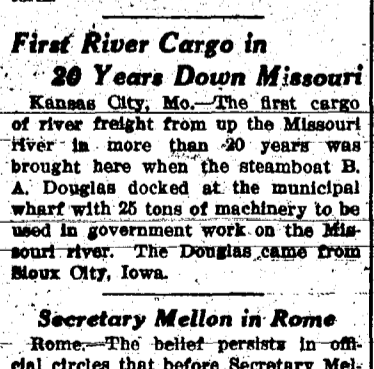 First River Cargo in
20 Years Down Missouri
Kansas City, Mo.—The first cargo
of river freight from up the Missouri
River in more than 20 years was
brought here when the steamboat B.
A. Douglas docked at the municipal
wharf with 25 tons of machinery to be
used in government work on the Mis-
souri river. The Douglas came from
Sioux City, Iowa.
Secretary Mellon in Rome
Rome.—The belief persists in offi-
cial circles that before Secretary Mel-